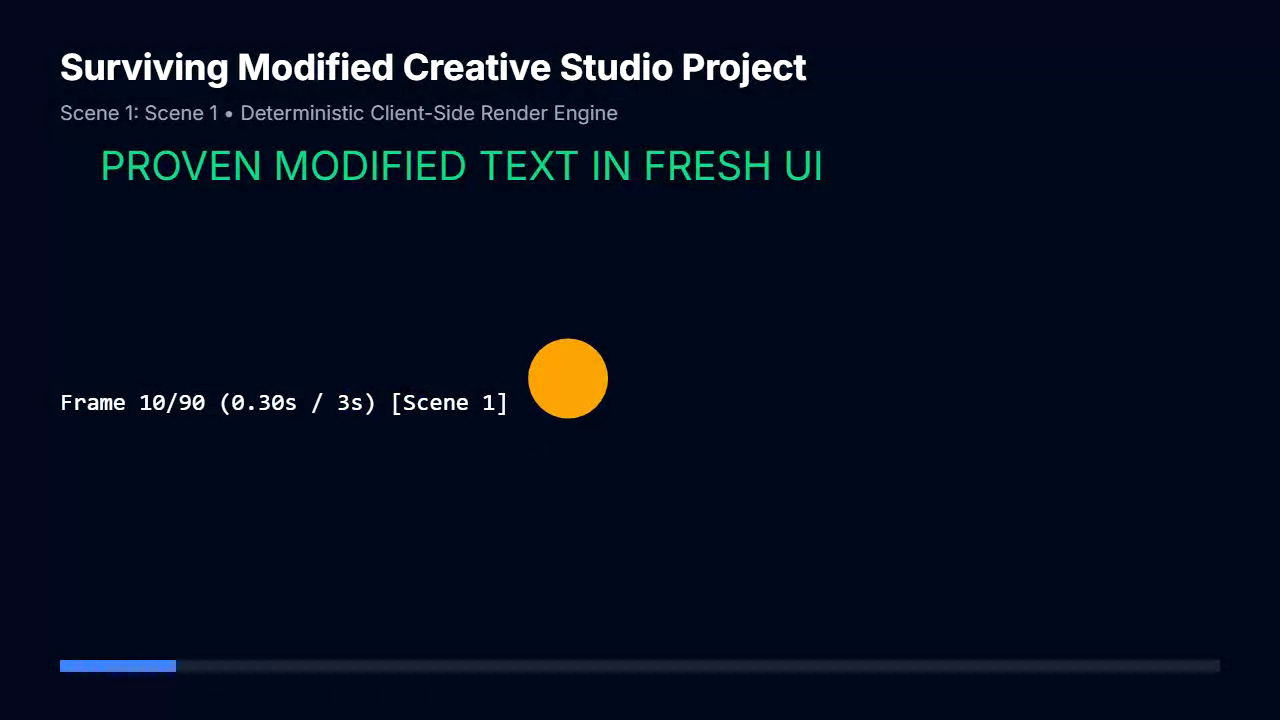 Surviving Modified Creative Studio Project
Scene 1: Scene 1 • Deterministic Client-Side Render Engine
PROVEN MODIFIED TEXT IN FRESH UI
Frame 10/90 (0.30s / 3s) [Scene 1]